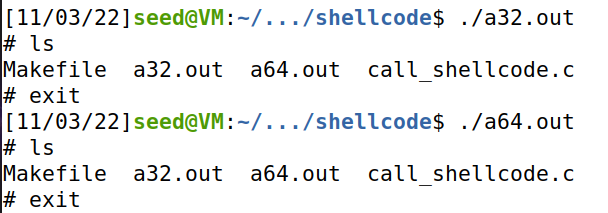 [11/03/22]seed@VM:~/.../shellcode$ ./a32.out
# ls
Makefile  a32.out  a64.out  call_shellcode.c
# exit
[11/03/22]seed@VM:~/.../shellcode$ ./a64.out
# ls
Makefile  a32.out  a64.out  call_shellcode.c
# exit